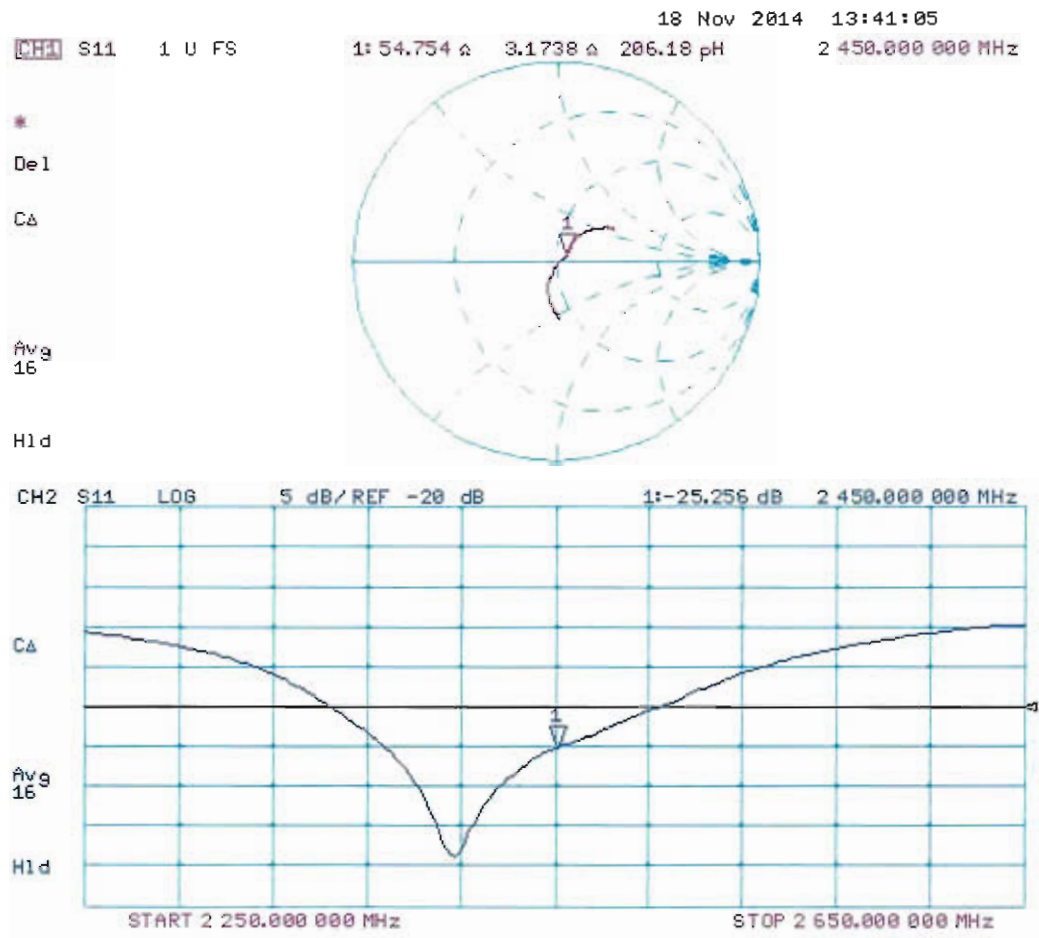 18 Nov 2014 13:41:05
CH1 S11 1 U FS 1: 54.754 Ω 3.1738 Ω 206.18 pH 2 450.000 000 MHz
*
Del
CΔ
1
Avg
16
Hld
CH2 S11 LOG 5 dB/ REF -20 dB 1:-25.256 dB 2 450.000 000 MHz
CΔ
1
Avg
16
Hld
START 2 250.000 000 MHz STOP 2 650.000 000 MHz